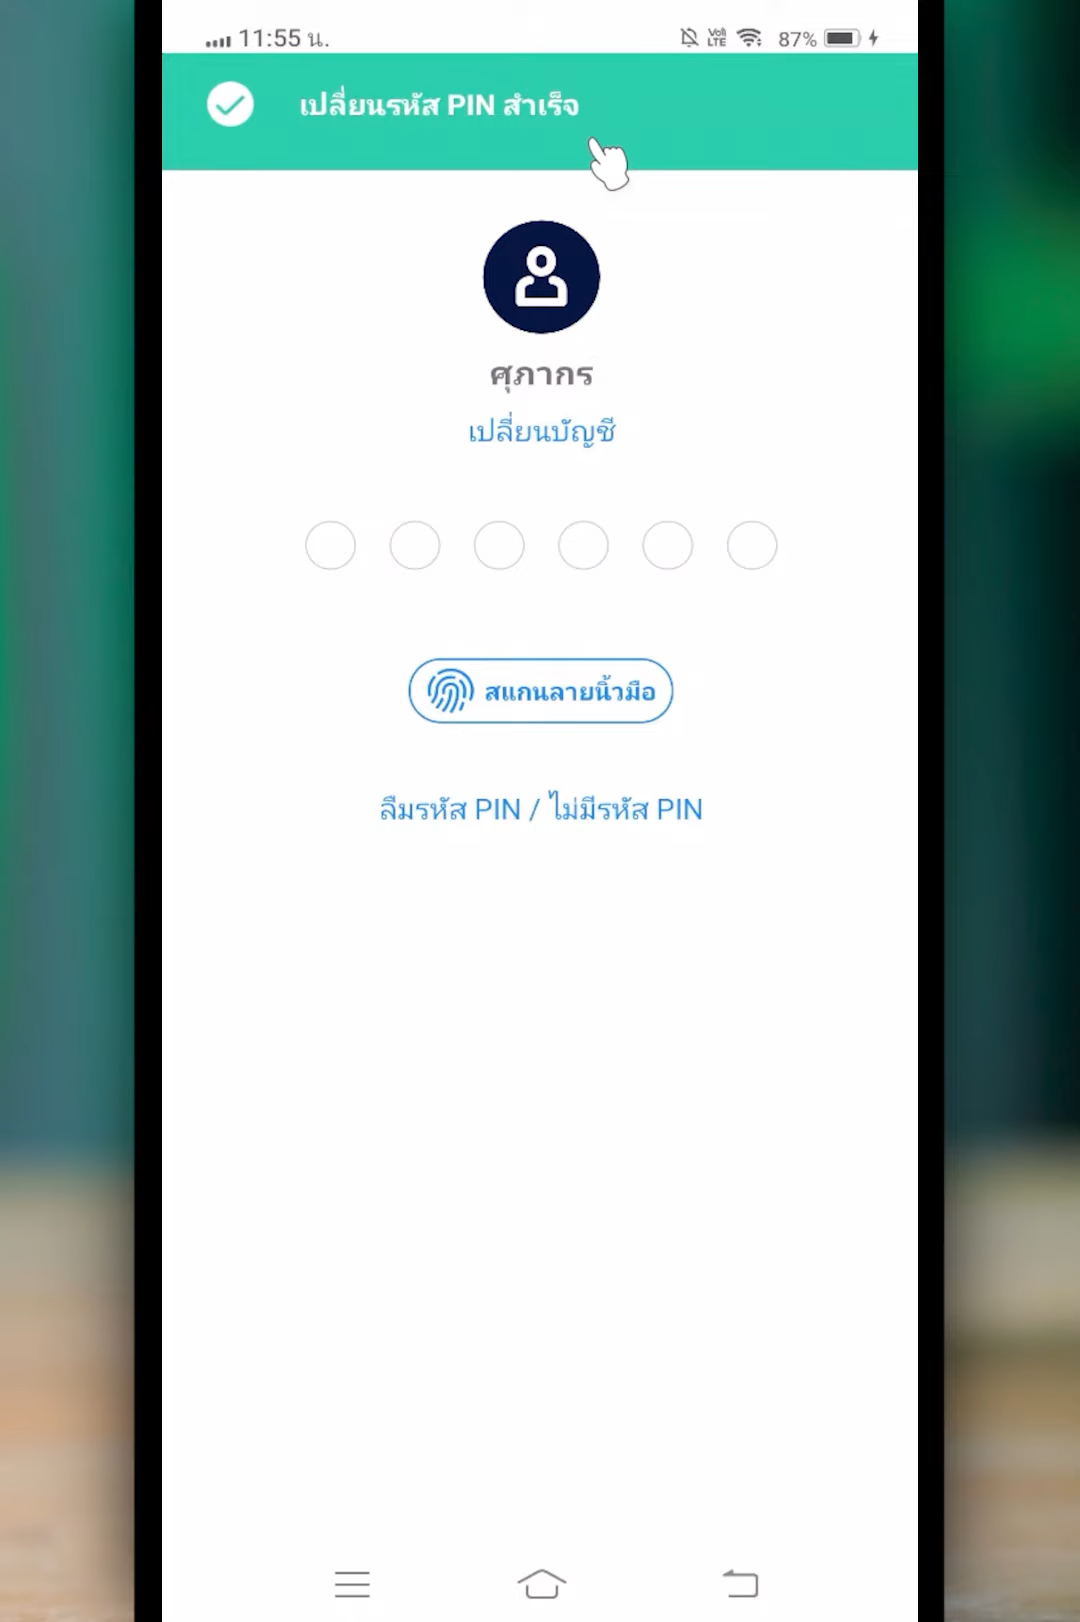 11:55 น. Vo) LTE 87%
เปลี่ยนรหัส PIN สำเร็จ
ศุภากร
เปลี่ยนบัญชี
สแกนลายนิ้วมือ
ลืมรหัส PIN / ไม่มีรหัส PIN